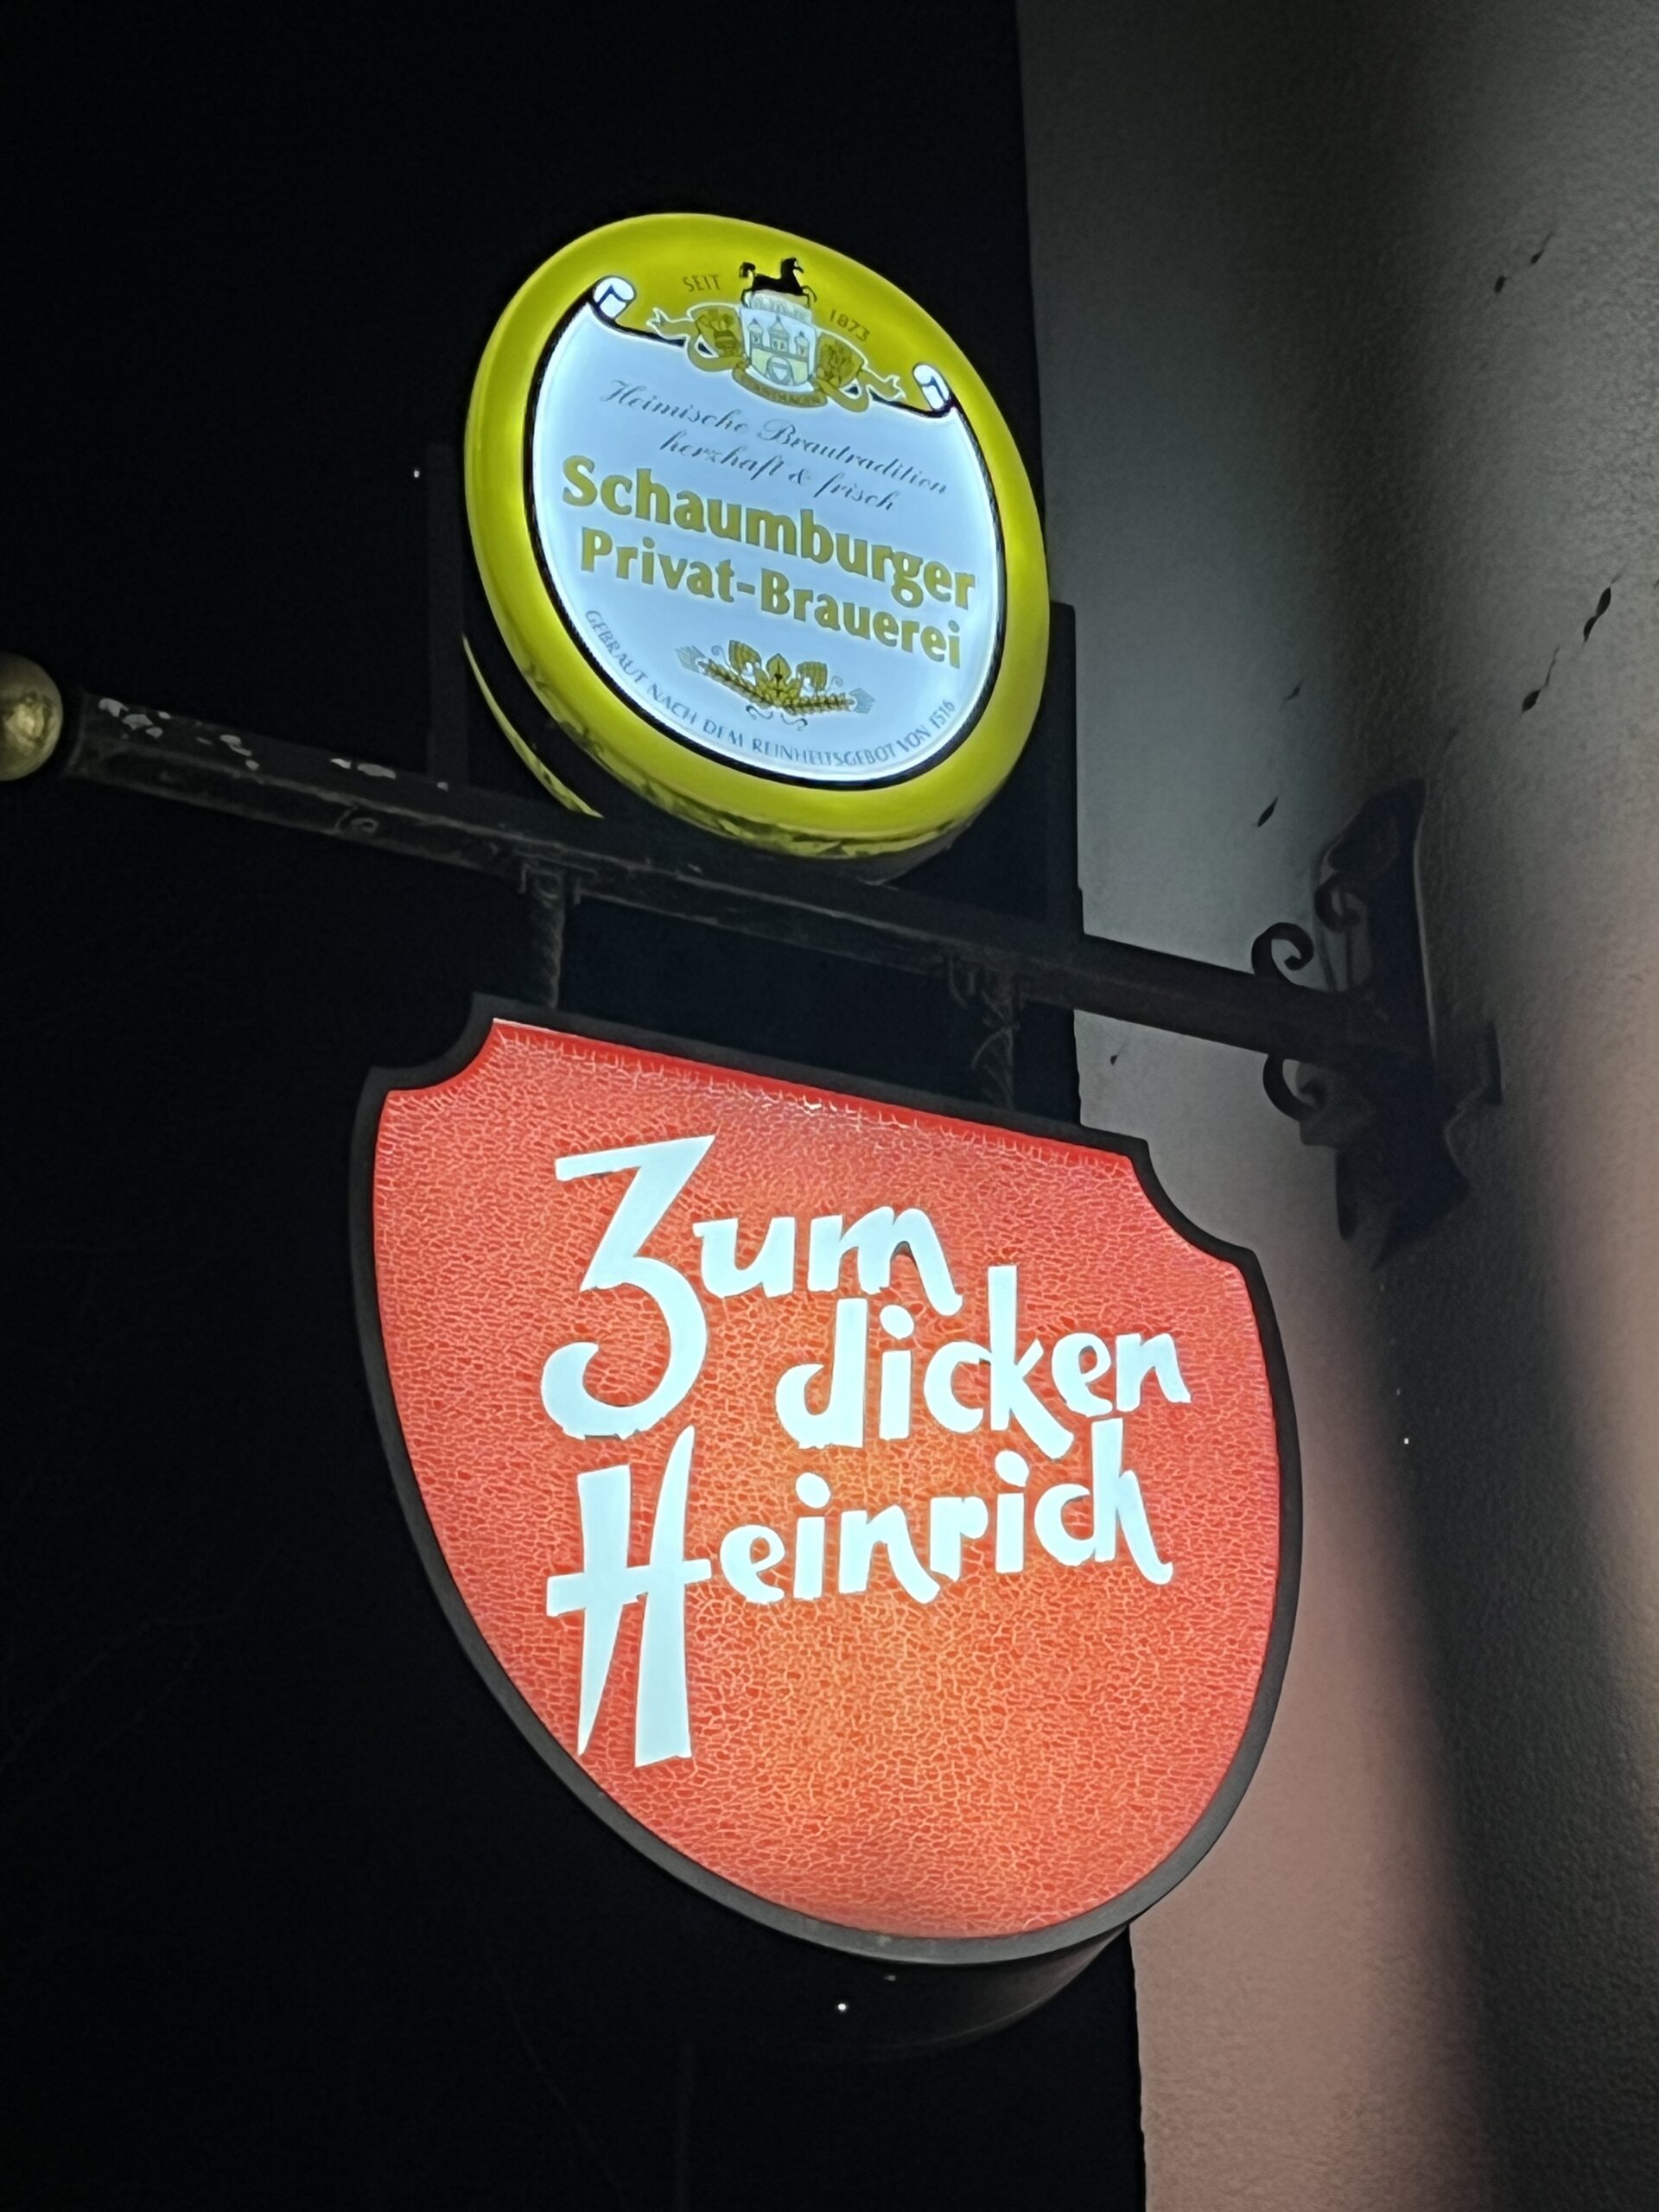 SEIT 1873
Heimische Brautradition
herzhaft & frisch
Schaumburger
Privat-Brauerei
GEBRAUT NACH DEM REINHEITSGEBOT VON 1516
Zum
dicken
Heinrich